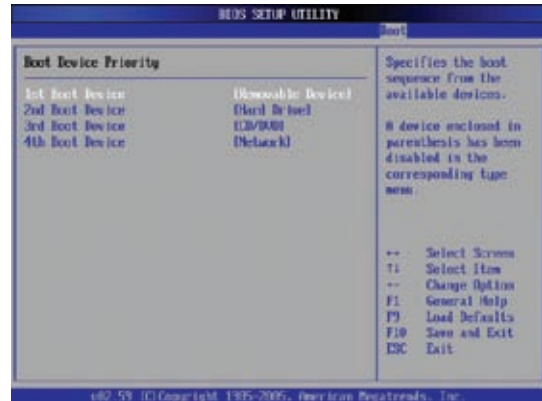 BIOS SETUP UTILITY
Boot
Boot Device Priority
1st Boot Device [Removable Device]
2nd Boot Device [Hard Drive]
3rd Boot Device [CD/DVD]
4th Boot Device [Network]
Specifies the boot
sequence from the
available devices.
A device enclosed in
parenthesis has been
disabled in the
corresponding type
menu.
↔ Select Screen
↑↓ Select Item
+- Change Option
F1 General Help
F9 Load Defaults
F10 Save and Exit
ESC Exit
v02.59 (C)Copyright 1985-2005, American Megatrends, Inc.